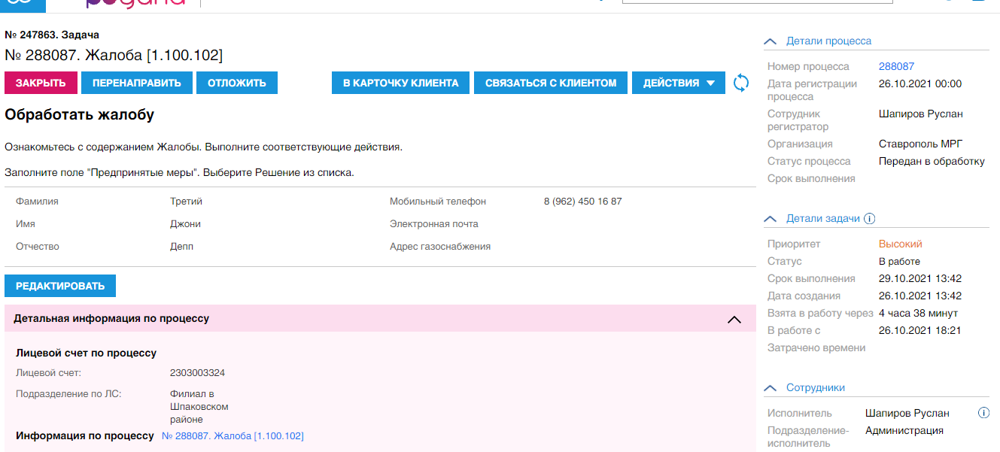 № 247863. Задача
№ 288087. Жалоба [1.100.102]
ЗАКРЫТЬ ПЕРЕНАПРАВИТЬ ОТЛОЖИТЬ В КАРТОЧКУ КЛИЕНТА СВЯЗАТЬСЯ С КЛИЕНТОМ ДЕЙСТВИЯ
Обработать жалобу
Ознакомьтесь с содержанием Жалобы. Выполните соответствующие действия.
Заполните поле "Предпринятые меры". Выберите Решение из списка.
Фамилия Третий Мобильный телефон 8 (962) 450 16 87
Имя Джони Электронная почта
Отчество Депп Адрес газоснабжения
РЕДАКТИРОВАТЬ
Детальная информация по процессу
Лицевой счет по процессу
Лицевой счет: 2303003324
Подразделение по ЛС: Филиал в
Шпаковском
районе
Информация по процессу № 288087. Жалоба [1.100.102]
Детали процесса
Номер процесса 288087
Дата регистрации 26.10.2021 00:00
процесса
Сотрудник Шапиров Руслан
регистратор
Организация Ставрополь МРГ
Статус процесса Передан в обработку
Срок выполнения
Детали задачи
Приоритет Высокий
Статус В работе
Срок выполнения 29.10.2021 13:42
Дата создания 26.10.2021 13:42
Взята в работу через 4 часа 38 минут
В работе с 26.10.2021 18:21
Затрачено времени
Сотрудники
Исполнитель Шапиров Руслан
Подразделение- Администрация
исполнитель